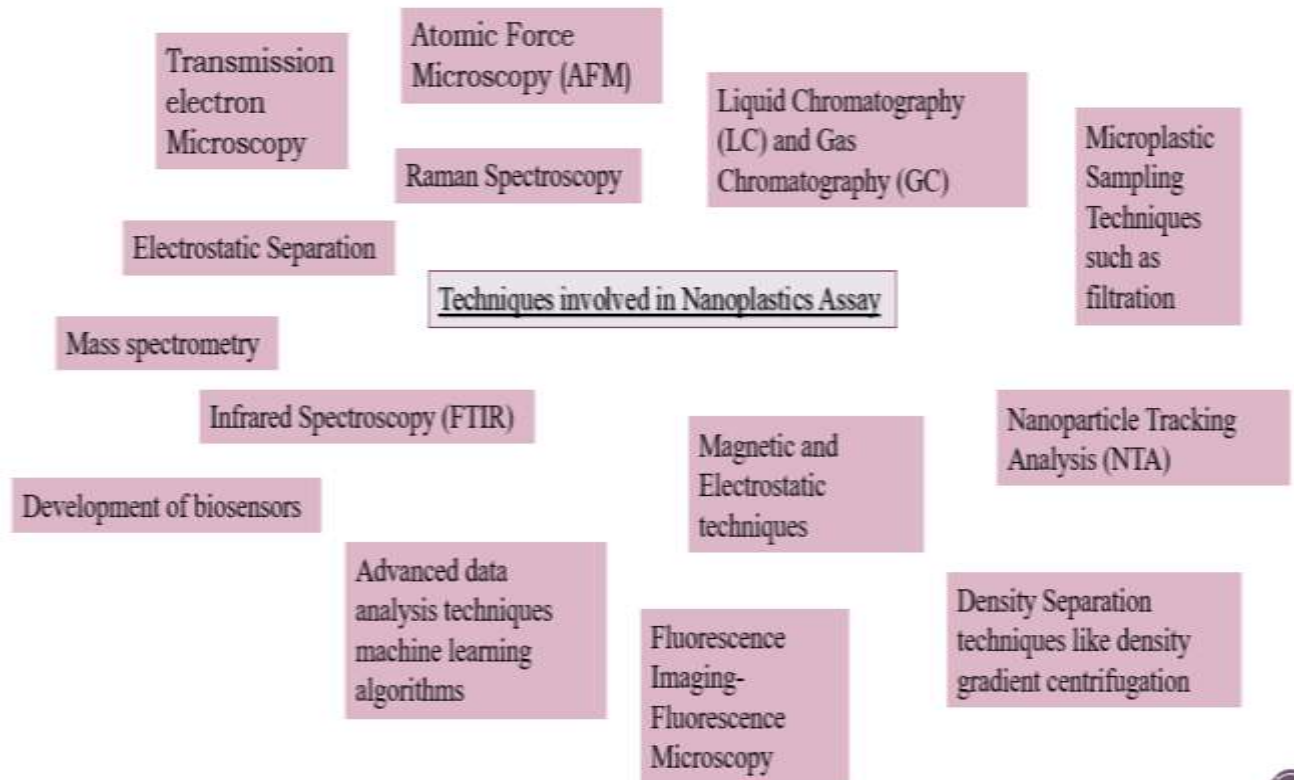 Transmission
electron
Microscopy
Atomic Force
Microscopy (AFM)
Liquid Chromatography
(LC) and Gas
Chromatography (GC)
Microplastic
Sampling
Techniques
such as
filtration
Raman Spectroscopy
Electrostatic Separation
Techniques involved in Nanoplastics Assay
Mass spectrometry
Infrared Spectroscopy (FTIR)
Magnetic and
Electrostatic
techniques
Nanoparticle Tracking
Analysis (NTA)
Development of biosensors
Advanced data
analysis techniques
machine learning
algorithms
Fluorescence
Imaging-
Fluorescence
Microscopy
Density Separation
techniques like density
gradient centrifugation